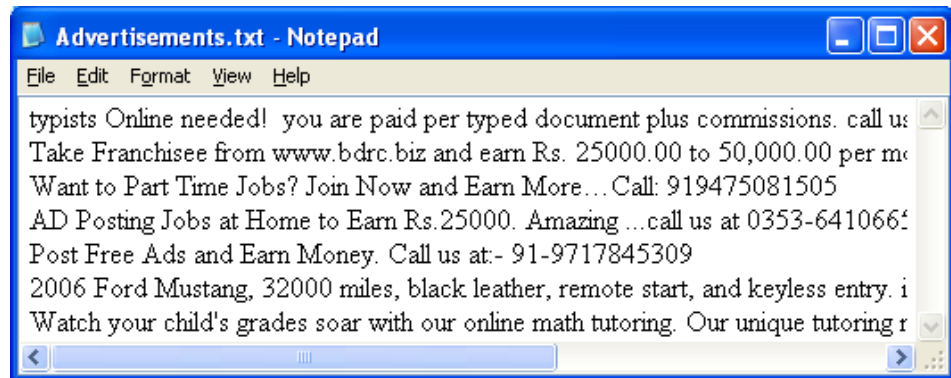 Advertisements.txt - Notepad
File Edit Format View Help
typists Online needed!  you are paid per typed document plus commissions. call us
Take Franchisee from www.bdrc.biz and earn Rs. 25000.00 to 50,000.00 per
Want to Part Time Jobs? Join Now and Earn More...Call: 919475081505
AD Posting Jobs at Home to Earn Rs.25000. Amazing ...call us at
Post Free Ads and Earn Money. Call us at:- 91-9717845309
2006 Ford Mustang, 32000 miles, black leather, remote start, and keyless entry.
Watch your child's grades soar with our online math tutoring. Our unique tutoring